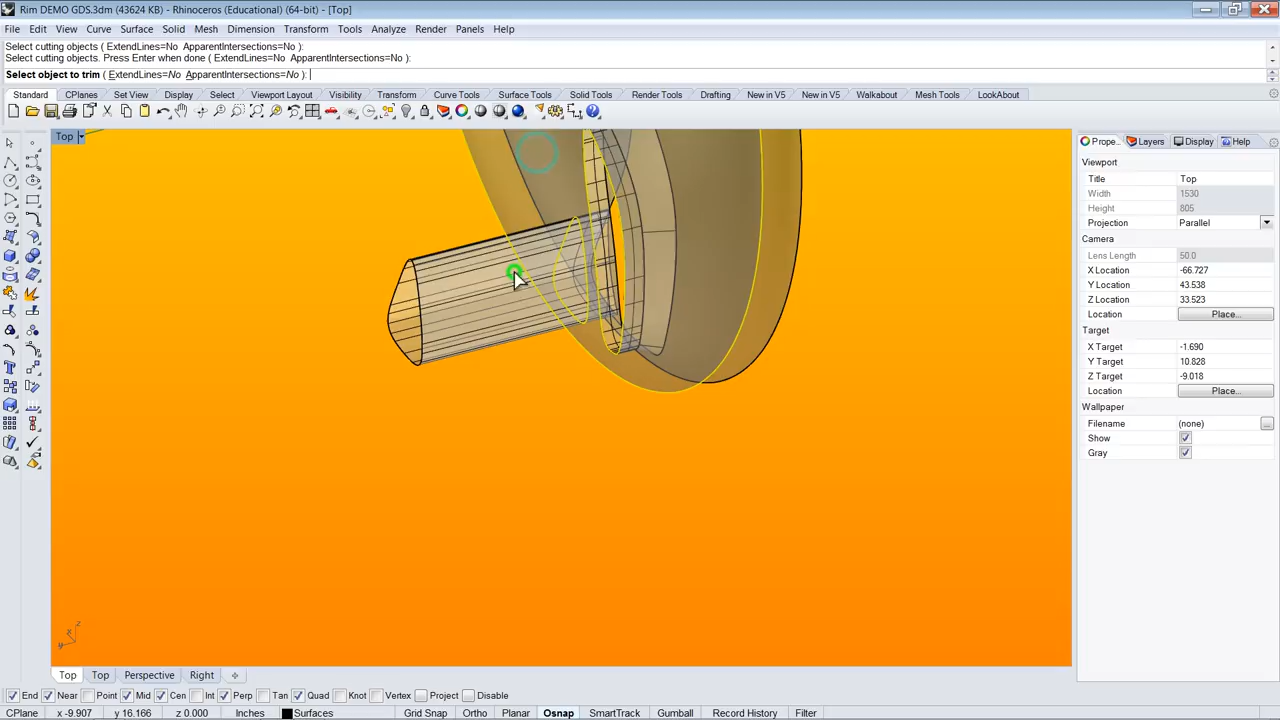 Rim DEMO GDS.3dm (43624 KB) - Rhinoceros (Educational) (64-bit) - [Top]
File Edit View Curve Surface Solid Mesh Dimension Transform Tools Analyze Render Panels Help
Select cutting objects ( ExtendLines=No ApparentIntersections=No ):
Select cutting objects. Press Enter when done ( ExtendLines=No ApparentIntersections=No ):
Select object to trim ( ExtendLines=No ApparentIntersections=No ):
Standard CPlanes Set View Display Select Viewport Layout Visibility Transform Curve Tools Surface Tools Solid Tools Mesh Tools Render Tools Drafting New in V5 New in V5 Walkabout Mesh Tools LookAbout
Top
Prope... Layers Display Help
Viewport
Title Top
Width 1530
Height 805
Projection Parallel
Camera
Lens Length 50.0
X Location -66.727
Y Location 43.538
Z Location 33.523
Location Place...
Target
X Target -1.690
Y Target 10.828
Z Target -9.018
Location Place...
Wallpaper
Filename (none) ...
Show
Gray
z
x
y
Top Top Perspective Right
End Near Point Mid Cen Int Perp Tan Quad Knot Vertex Project Disable
CPlane x -9.907 y 16.166 z 0.000 Inches Surfaces Grid Snap Ortho Planar Osnap SmartTrack Gumball Record History Filter